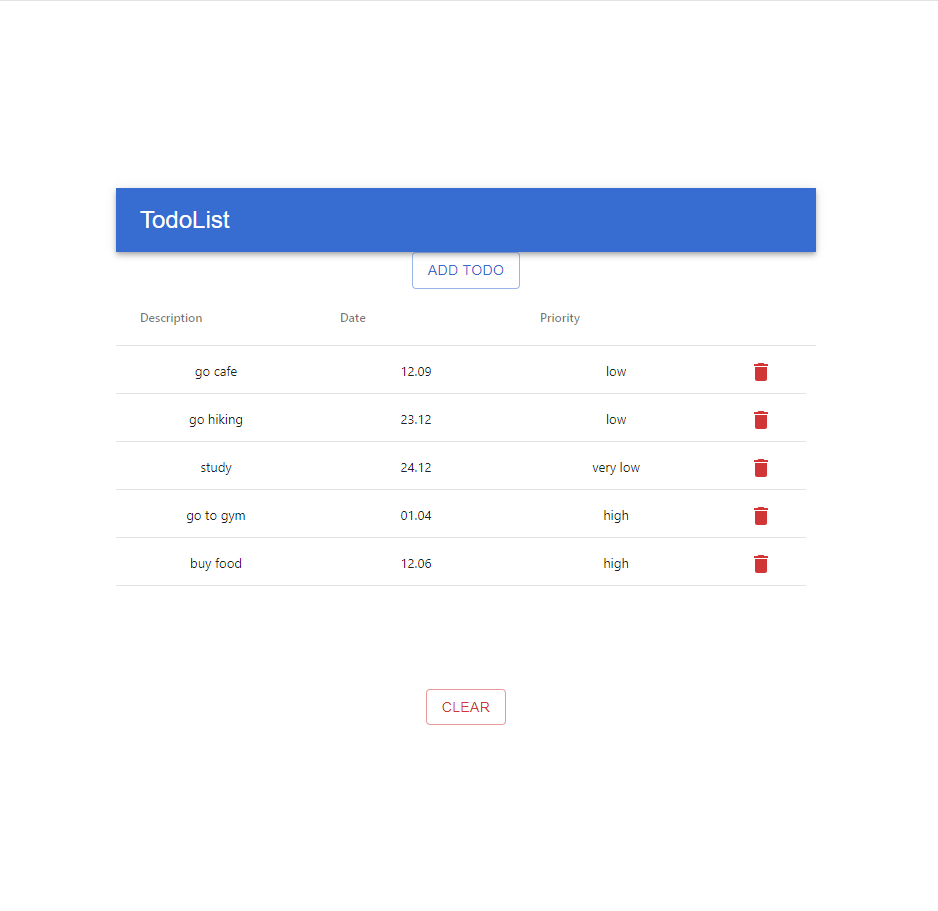 TodoList
ADD TODO
Description Date Priority
go cafe 12.09 low
go hiking 23.12 low
study 24.12 very low
go to gym 01.04 high
buy food 12.06 high
CLEAR